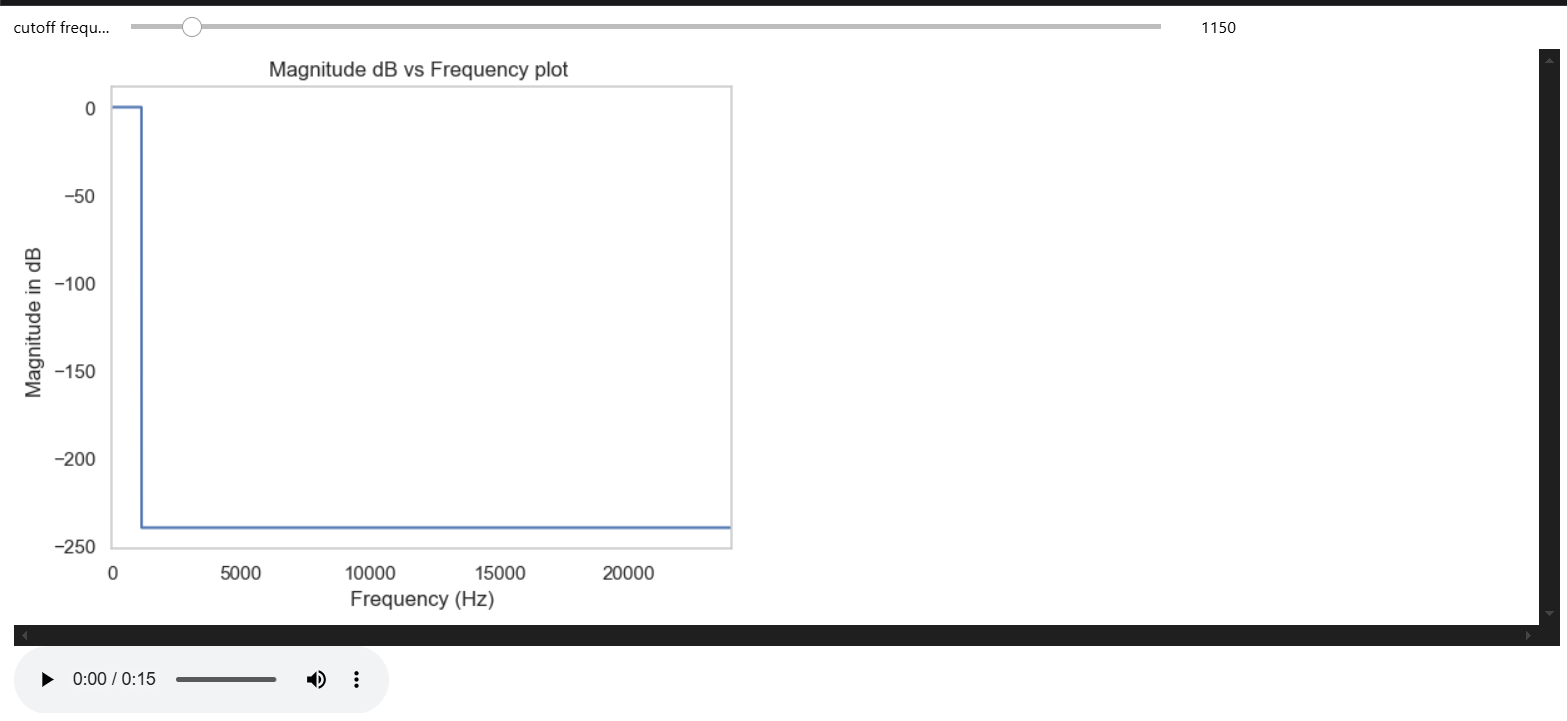 cutoff frequ... 1150
Magnitude dB vs Frequency plot
0
−50
−100
−150
−200
−250
Magnitude in dB
0 5000 10000 15000 20000
Frequency (Hz)
0:00 / 0:15